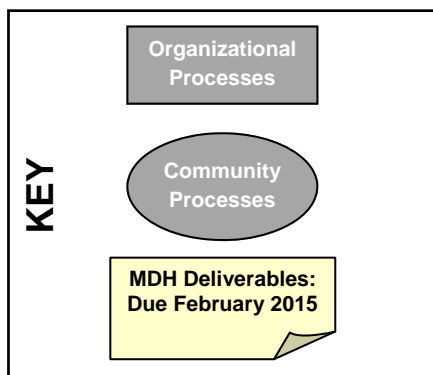 KEY
Organizational
Processes
Community
Processes
MDH Deliverables:
Due February 2015